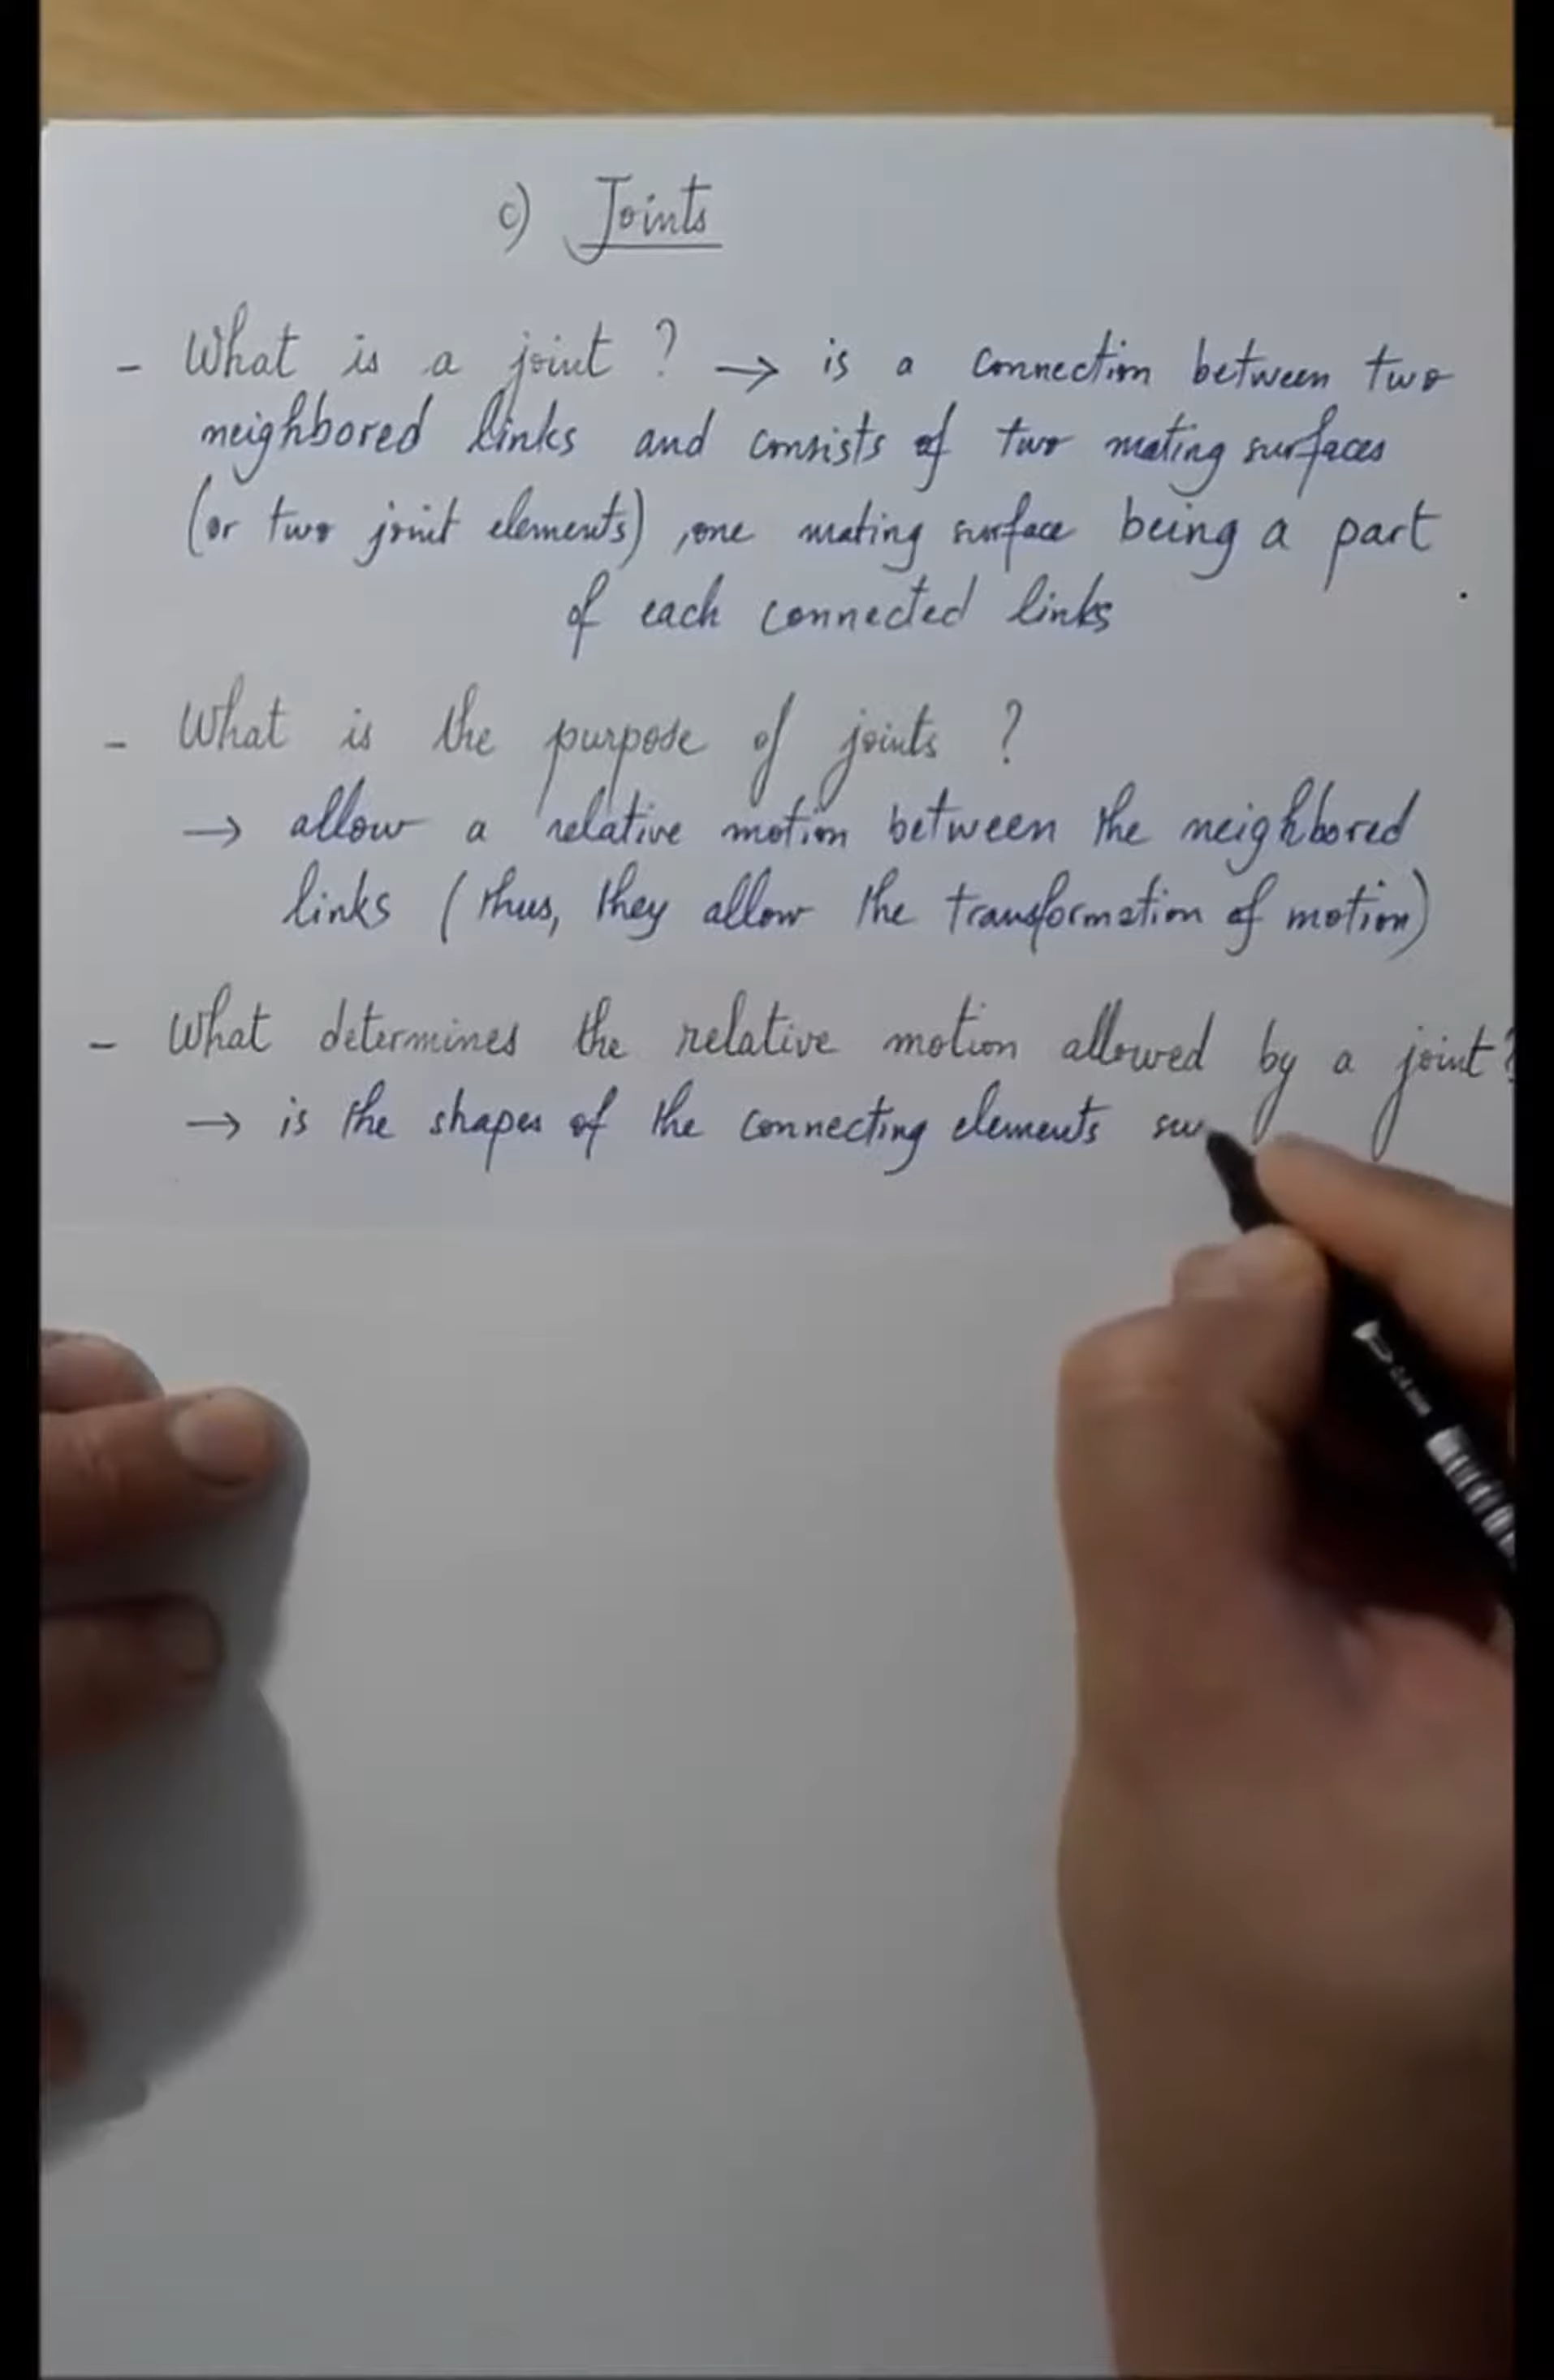 c) Joints
- What is a joint ? → is a connection between two
neighbored links and consists of two mating surfaces
(or two joint elements), one mating surface being a part
of each connected links .
- What is the purpose of joints ?
→ allow a relative motion between the neighbored
links (thus, they allow the transformation of motion)
- What determines the relative motion allowed by a joint?
→ is the shapes of the connecting elements su